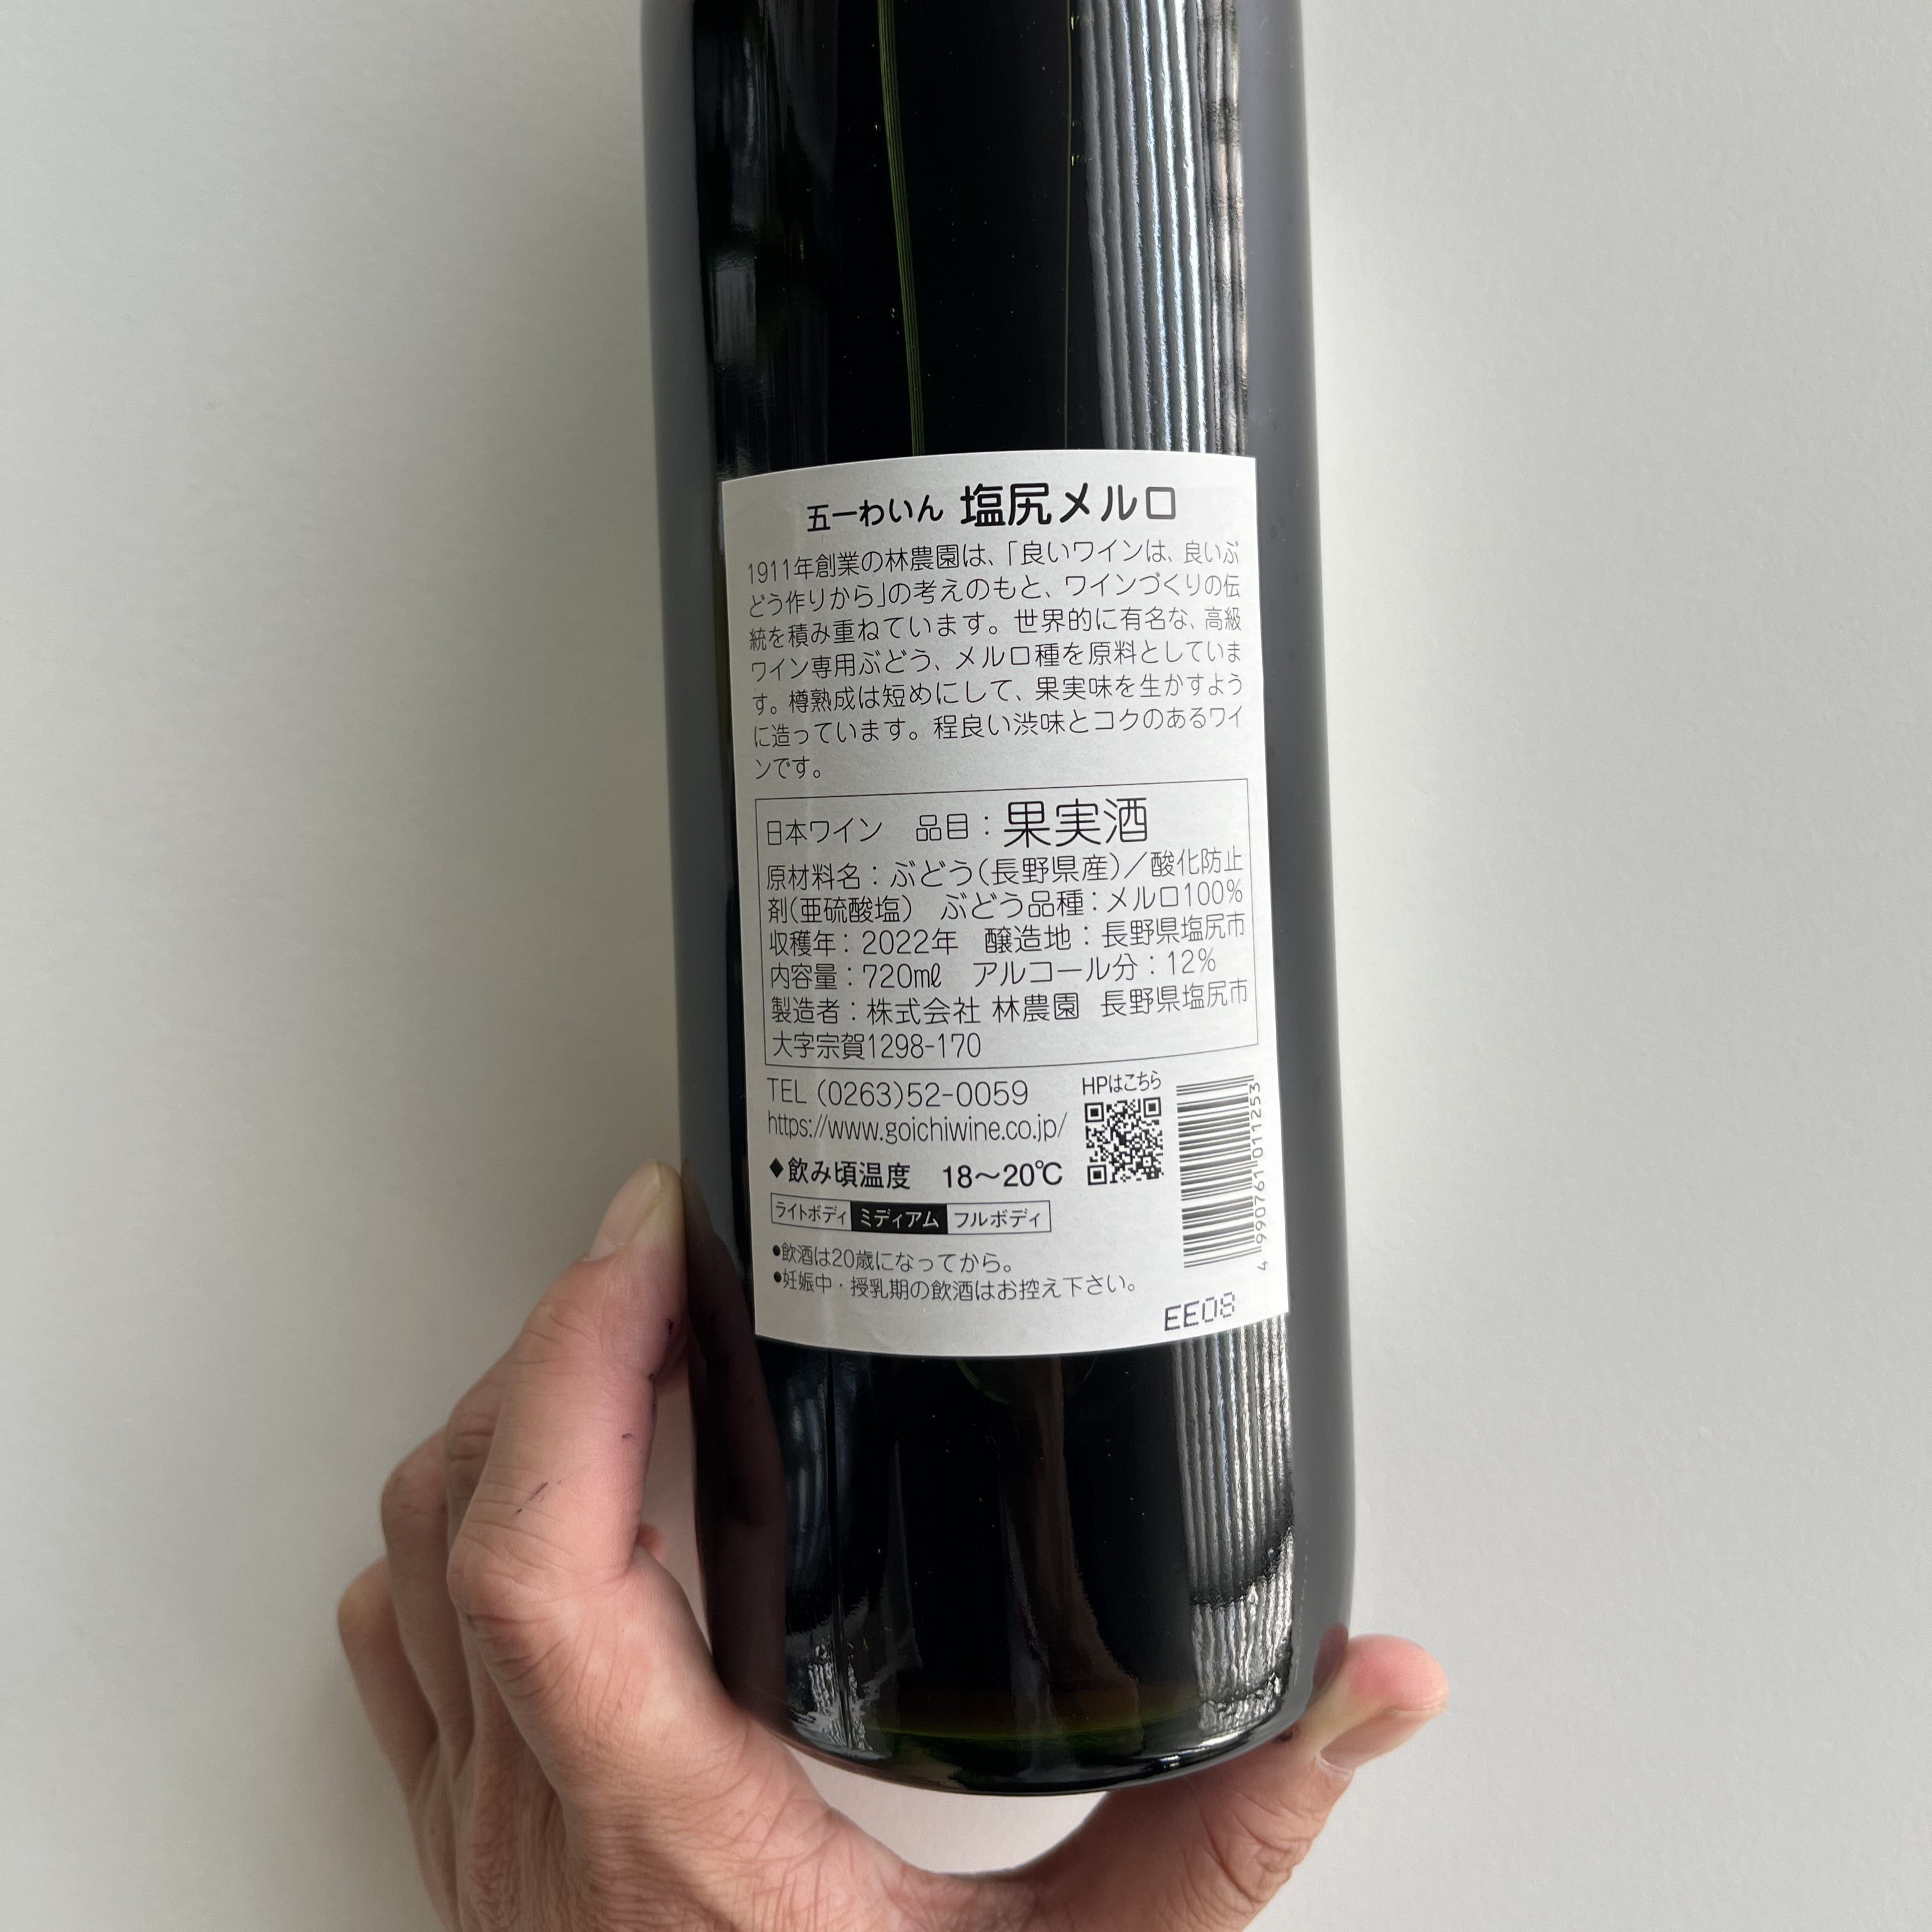 五一わいん 塩尻メルロ
1911年創業の林農園は、「良いワインは、良いぶ
どう作りから」の考えのもと、ワインづくりの伝
統を積み重ねています。世界的に有名な、高級
ワイン専用ぶどう、メルロ種を原料としていま
す。樽熟成は短めにして、果実味を生かすよう
に造っています。程良い渋味とコクのあるワイ
ンです。
日本ワイン 品目：果実酒
原材料名：ぶどう(長野県産)／酸化防止
剤(亜硫酸塩) ぶどう品種：メルロ100%
収穫年：2022年 醸造地：長野県塩尻市
内容量：720mℓ アルコール分：12%
製造者：株式会社 林農園 長野県塩尻市
大字宗賀1298-170
TEL (0263)52-0059
https://www.goichiwine.co.jp/
HPはこちら
4 990761 011253
◆飲み頃温度 18〜20℃
ライトボディ ミディアム フルボディ
●飲酒は20歳になってから。
●妊娠中・授乳期の飲酒はお控え下さい。
EE08